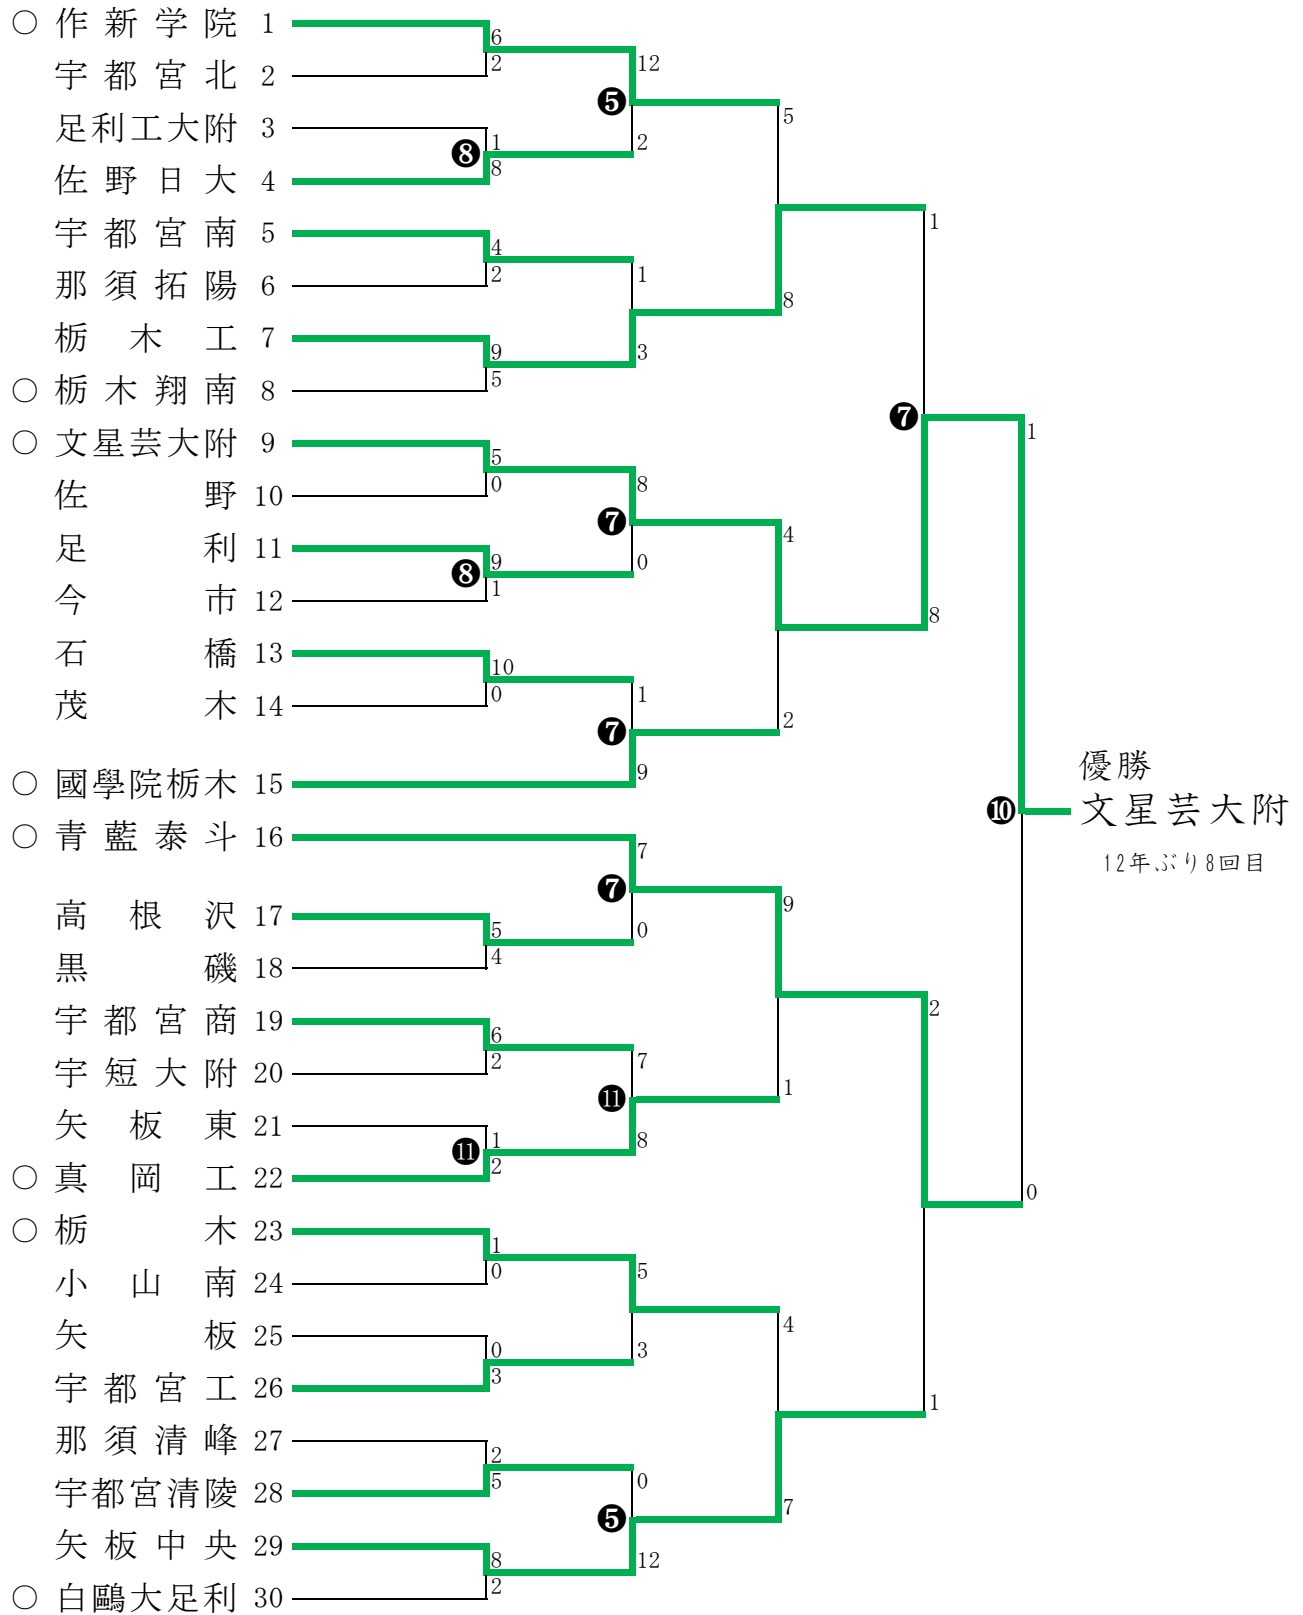 ○ 作新学院 1
6
宇都宮北 2
2
12
❺
5
足利工大附 3
1
❽
2
佐野日大 4
8
宇都宮南 5
4
1
那須拓陽 6
2
1
8
栃木工 7
9
3
○ 栃木翔南 8
5
❼
1
○ 文星芸大附 9
5
8
佐野 10
0
❼
4
足利 11
9
0
❽
今市 12
1
8
石橋 13
10
1
茂木 14
0
2
❼
9
○ 國學院栃木 15
優勝
❿ 文星芸大附
12年ぶり8回目
○ 青藍泰斗 16
7
❼
9
高根沢 17
5
0
黒磯 18
4
2
宇都宮商 19
6
7
宇短大附 20
2
⓫
1
矢板東 21
1
8
⓫
○ 真岡工 22
2
0
○ 栃木 23
1
5
小山南 24
0
4
矢板 25
0
3
宇都宮工 26
3
1
那須清峰 27
2
0
宇都宮清陵 28
5
❺
7
矢板中央 29
8
12
○ 白鷗大足利 30
2